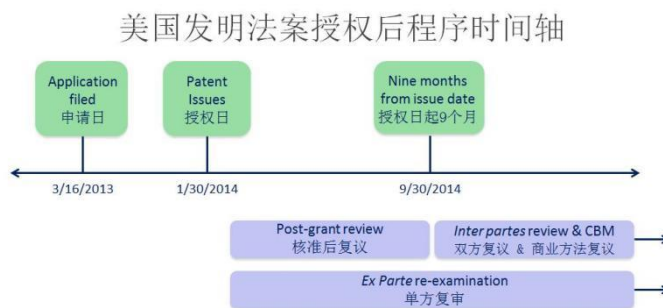 美国发明法案授权后程序时间轴
Application
filed
申请日
Patent
Issues
授权日
Nine months
from issue date
授权日起9个月
3/16/2013
1/30/2014
9/30/2014
Post-grant review
核准后复议
Inter partes review & CBM
双方复议 & 商业方法复议
Ex Parte re-examination
单方复审